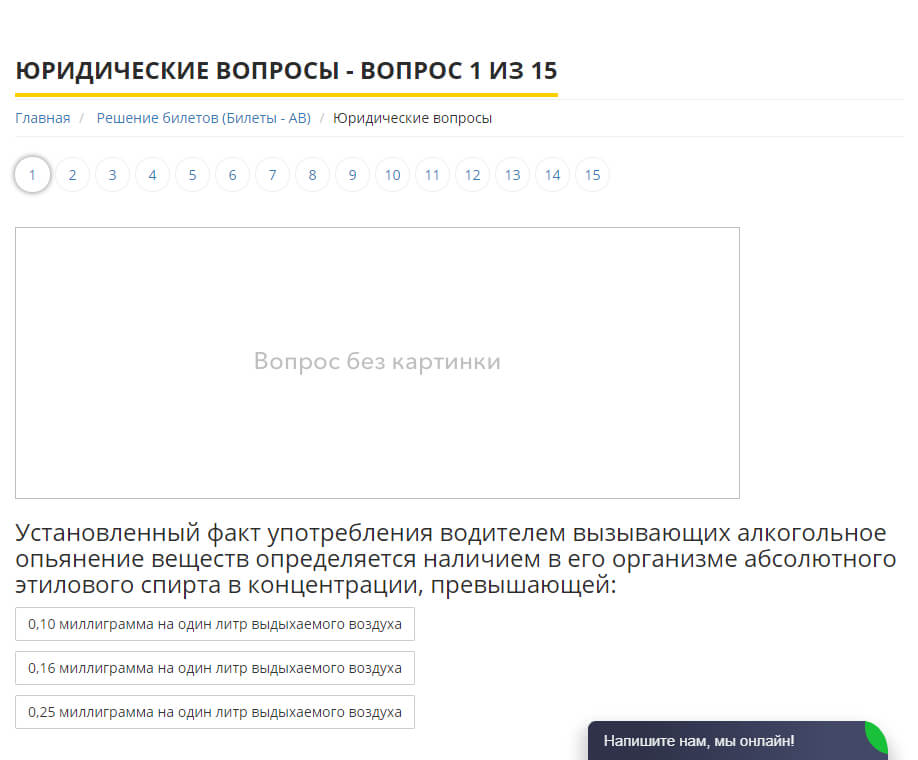 ЮРИДИЧЕСКИЕ ВОПРОСЫ - ВОПРОС 1 ИЗ 15
Главная / Решение билетов (Билеты - АВ) / Юридические вопросы
1 2 3 4 5 6 7 8 9 10 11 12 13 14 15
Вопрос без картинки
Установленный факт употребления водителем вызывающих алкогольное
опьянение веществ определяется наличием в его организме абсолютного
этилового спирта в концентрации, превышающей:
0,10 миллиграмма на один литр выдыхаемого воздуха
0,16 миллиграмма на один литр выдыхаемого воздуха
0,25 миллиграмма на один литр выдыхаемого воздуха
Напишите нам, мы онлайн!